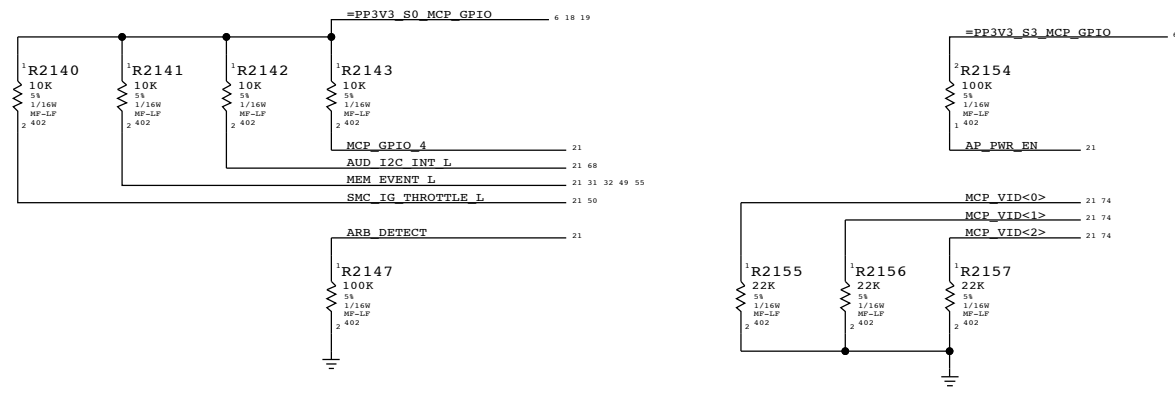 =PP3V3_S0_MCP_GPIO 6 18 19
1 R2140
10K
5%
1/16W
MF-LF
2 402
1 R2141
10K
5%
1/16W
MF-LF
2 402
1 R2142
10K
5%
1/16W
MF-LF
2 402
1 R2143
10K
5%
1/16W
MF-LF
2 402
MCP_GPIO_4 21
AUD_I2C_INT_L 21 68
MEM_EVENT_L 21 31 32 49 55
SMC_IG_THROTTLE_L 21 50
ARB_DETECT 21
1 R2147
100K
5%
1/16W
MF-LF
2 402
=PP3V3_S3_MCP_GPIO
2 R2154
100K
5%
1/16W
MF-LF
1 402
AP_PWR_EN 21
MCP_VID<0> 21 74
MCP_VID<1> 21 74
MCP_VID<2> 21 74
1 R2155
22K
5%
1/16W
MF-LF
2 402
1 R2156
22K
5%
1/16W
MF-LF
2 402
1 R2157
22K
5%
1/16W
MF-LF
2 402